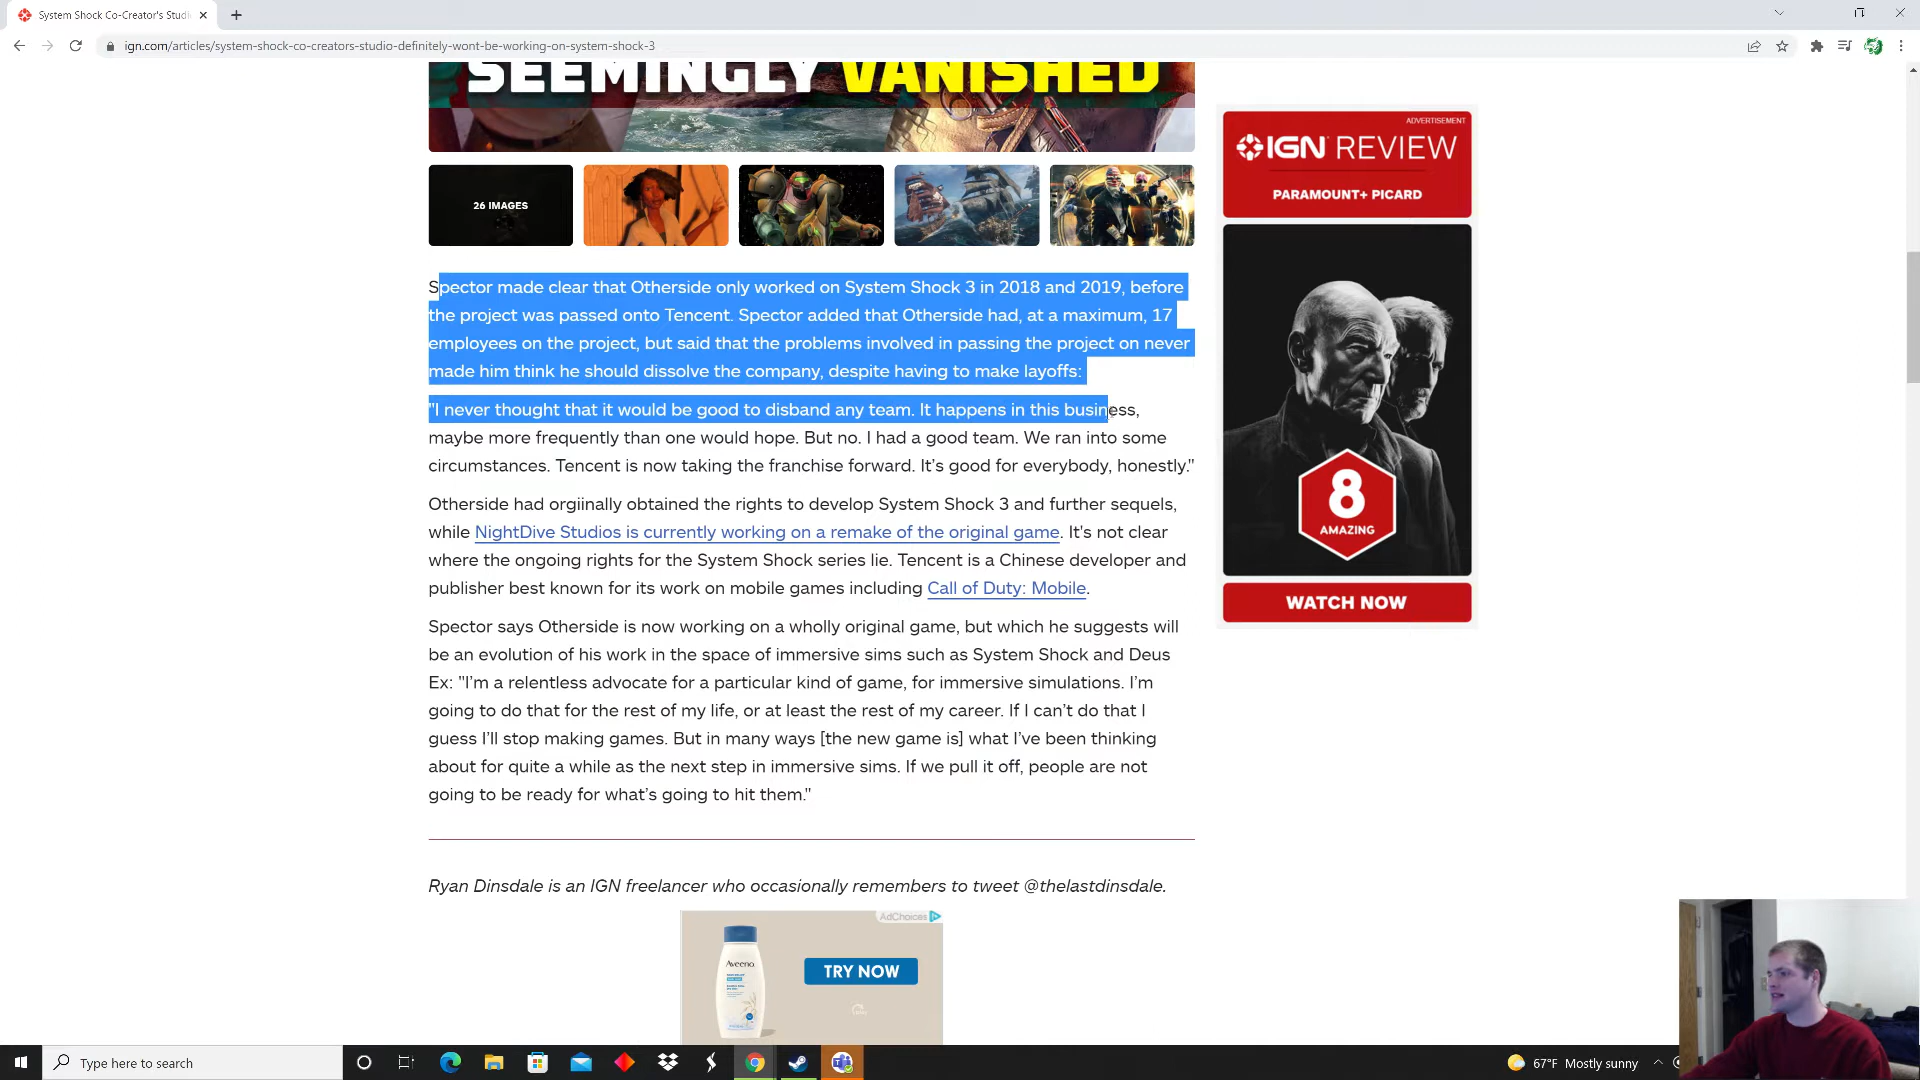 System Shock Co-Creator's Studi
ign.com/articles/system-shock-co-creators-studio-definitely-wont-be-working-on-system-shock-3
SEEMINGLY VANISHED
26 IMAGES
Spector made clear that Otherside only worked on System Shock 3 in 2018 and 2019, before
the project was passed onto Tencent. Spector added that Otherside had, at a maximum, 17
employees on the project, but said that the problems involved in passing the project on never
made him think he should dissolve the company, despite having to make layoffs:
"I never thought that it would be good to disband any team. It happens in this business,
maybe more frequently than one would hope. But no. I had a good team. We ran into some
circumstances. Tencent is now taking the franchise forward. It's good for everybody, honestly."
Otherside had orgiinally obtained the rights to develop System Shock 3 and further sequels,
while NightDive Studios is currently working on a remake of the original game. It's not clear
where the ongoing rights for the System Shock series lie. Tencent is a Chinese developer and
publisher best known for its work on mobile games including Call of Duty: Mobile.
Spector says Otherside is now working on a wholly original game, but which he suggests will
be an evolution of his work in the space of immersive sims such as System Shock and Deus
Ex: "I'm a relentless advocate for a particular kind of game, for immersive simulations. I'm
going to do that for the rest of my life, or at least the rest of my career. If I can't do that I
guess I'll stop making games. But in many ways [the new game is] what I've been thinking
about for quite a while as the next step in immersive sims. If we pull it off, people are not
going to be ready for what's going to hit them."
Ryan Dinsdale is an IGN freelancer who occasionally remembers to tweet @thelastdinsdale.
ADVERTISEMENT
IGN REVIEW
PARAMOUNT+ PICARD
8
AMAZING
WATCH NOW
AdChoices
Aveeno
TRY NOW
Type here to search
67°F Mostly sunny